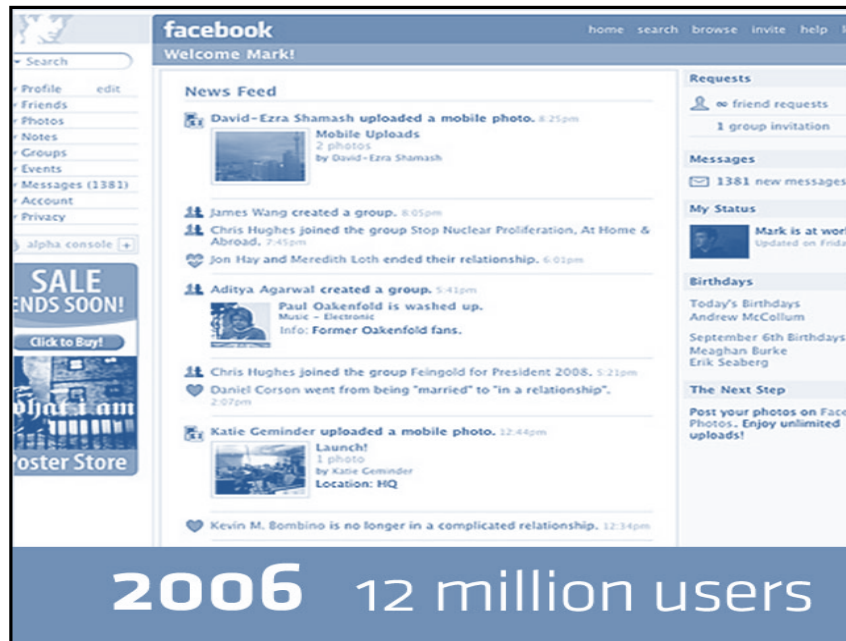 facebook
home search browse invite help
Welcome Mark!
Search
Profile edit
Friends
Photos
Notes
Groups
Events
Messages (1381)
Account
Privacy
alpha console +
SALE
ENDS SOON!
Click to Buy!
what i am
Poster Store
News Feed
David-Ezra Shamash uploaded a mobile photo. 8:25pm
Mobile Uploads
2 photos
by David-Ezra Shamash
James Wang created a group. 8:05pm
Chris Hughes joined the group Stop Nuclear Proliferation, At Home &
Abroad. 7:45pm
Jon Hay and Meredith Loth ended their relationship. 6:01pm
Aditya Agarwal created a group. 5:41pm
Paul Oakenfold is washed up.
Music - Electronic
Info: Former Oakenfold fans.
Chris Hughes joined the group Feingold for President 2008. 5:21pm
Daniel Corson went from being "married" to "in a relationship".
2:07pm
Katie Geminder uploaded a mobile photo. 12:44pm
Launch!
1 photo
by Katie Geminder
Location: HQ
Kevin M. Bombino is no longer in a complicated relationship. 12:34pm
Requests
∞ friend requests
1 group invitation
Messages
1381 new messages
My Status
Mark is at wor
Updated on Frida
Birthdays
Today's Birthdays
Andrew McCollum
September 6th Birthdays
Meaghan Burke
Erik Seaberg
The Next Step
Post your photos on Face
Photos. Enjoy unlimited
uploads!
2006 12 million users